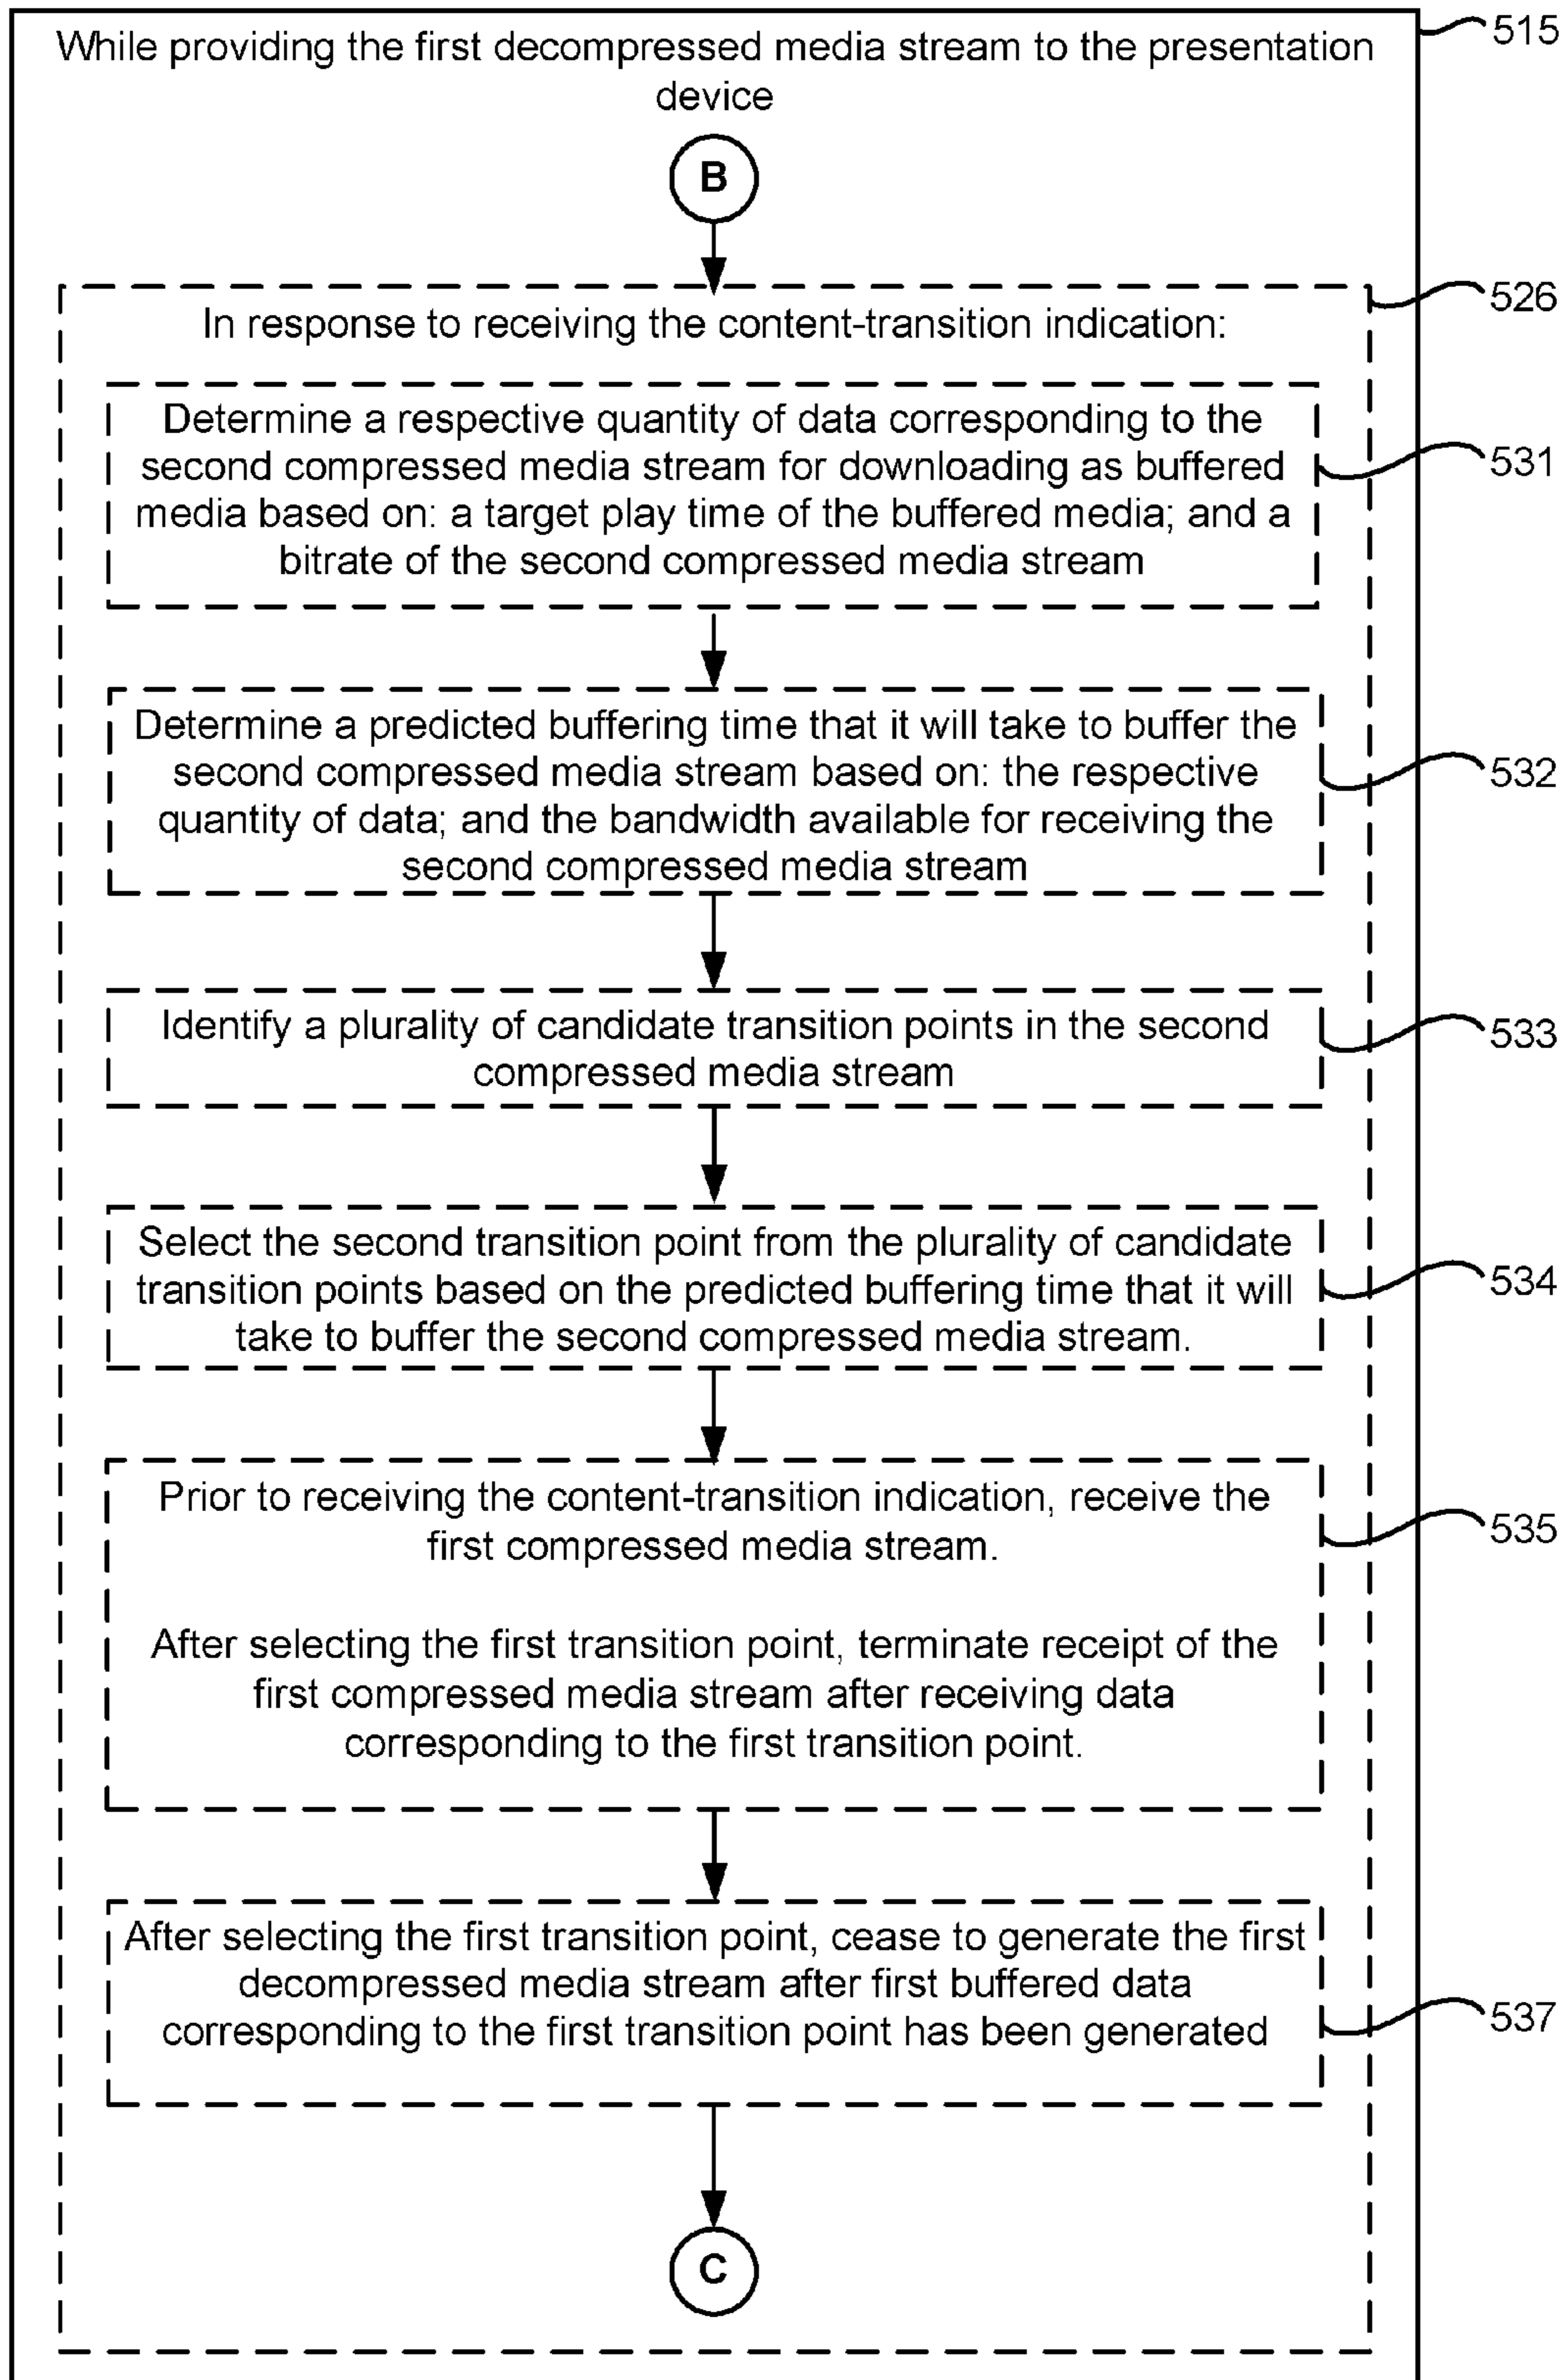 While providing the first decompressed media stream to the presentation
device
515
B
526
In response to receiving the content-transition indication:
Determine a respective quantity of data corresponding to the
second compressed media stream for downloading as buffered
media based on: a target play time of the buffered media; and a
bitrate of the second compressed media stream
531
Determine a predicted buffering time that it will take to buffer the
second compressed media stream based on: the respective
quantity of data; and the bandwidth available for receiving the
second compressed media stream
532
Identify a plurality of candidate transition points in the second
compressed media stream
533
Select the second transition point from the plurality of candidate
transition points based on the predicted buffering time that it will
take to buffer the second compressed media stream.
534
Prior to receiving the content-transition indication, receive the
first compressed media stream.
535
After selecting the first transition point, terminate receipt of the
first compressed media stream after receiving data
corresponding to the first transition point.
After selecting the first transition point, cease to generate the first
decompressed media stream after first buffered data
corresponding to the first transition point has been generated
537
C